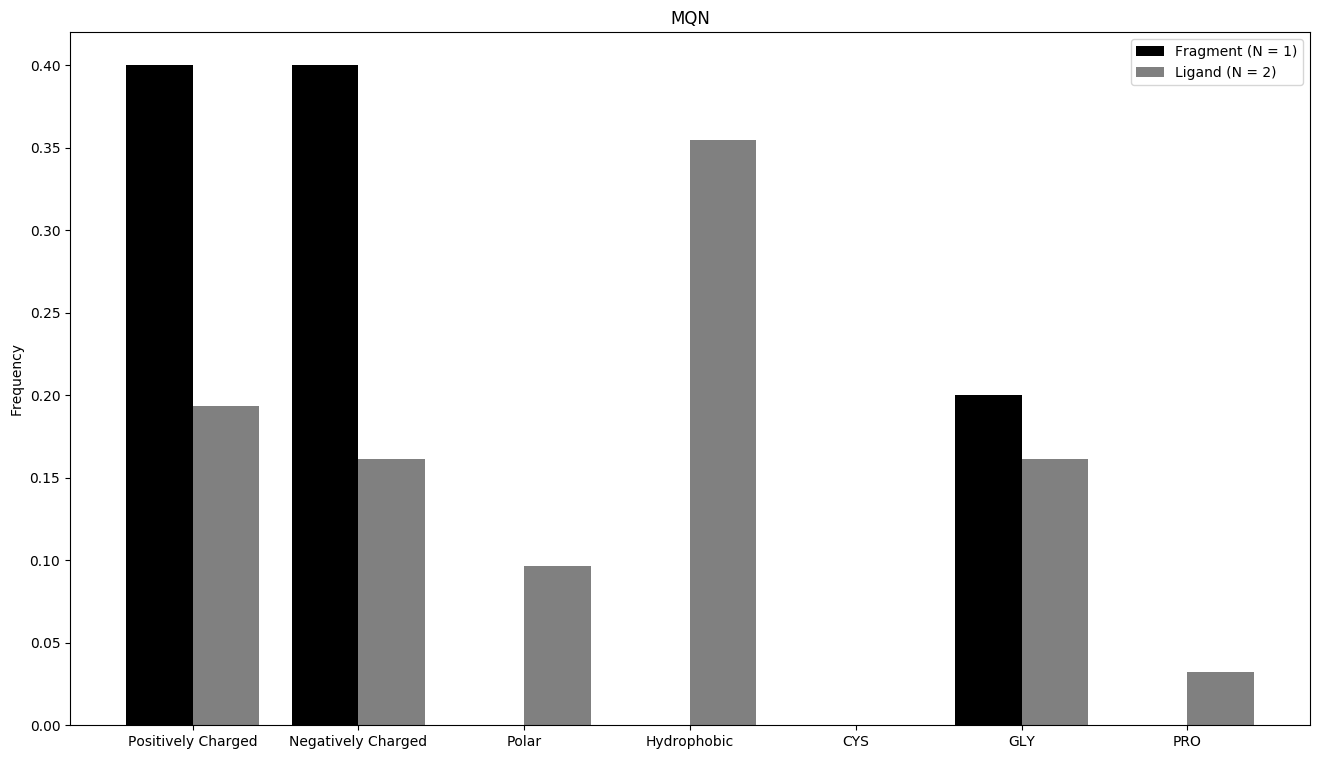 MQN
Fragment (N = 1)
Ligand (N = 2)
Frequency
0.40
0.35
0.30
0.25
0.20
0.15
0.10
0.05
0.00
Positively Charged
Negatively Charged
Polar
Hydrophobic
CYS
GLY
PRO